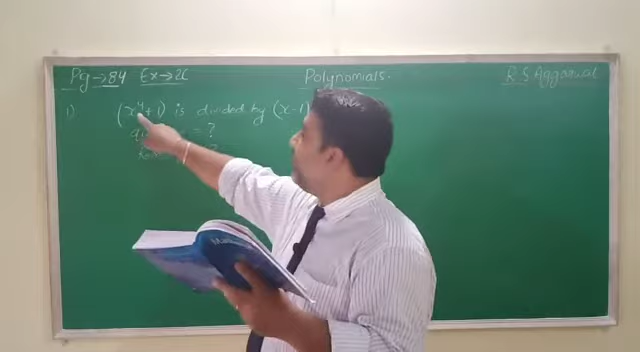 Pg → 84 Ex → 2C Polynomials. R.S Aggarwal
1) (x⁴+1) is divided by (x-1)
= ?